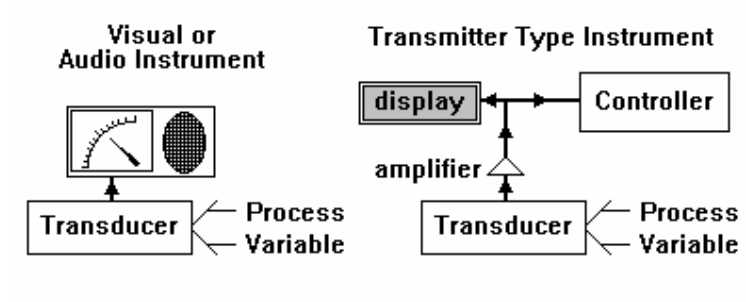 Visual or
Audio Instrument
Transducer
Process
Variable
Transmitter Type Instrument
display
Controller
amplifier
Transducer
Process
Variable